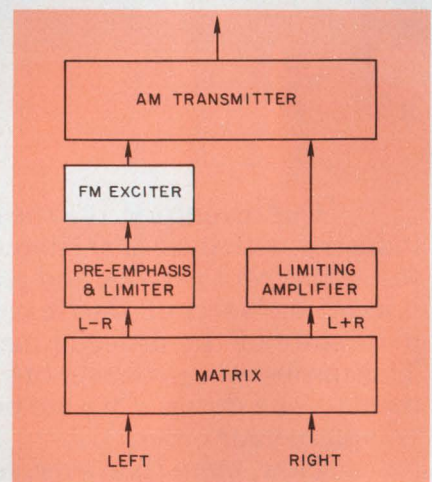 AM TRANSMITTER
FM EXCITER
PRE-EMPHASIS
& LIMITER
LIMITING
AMPLIFIER
L–R
L+R
MATRIX
LEFT
RIGHT